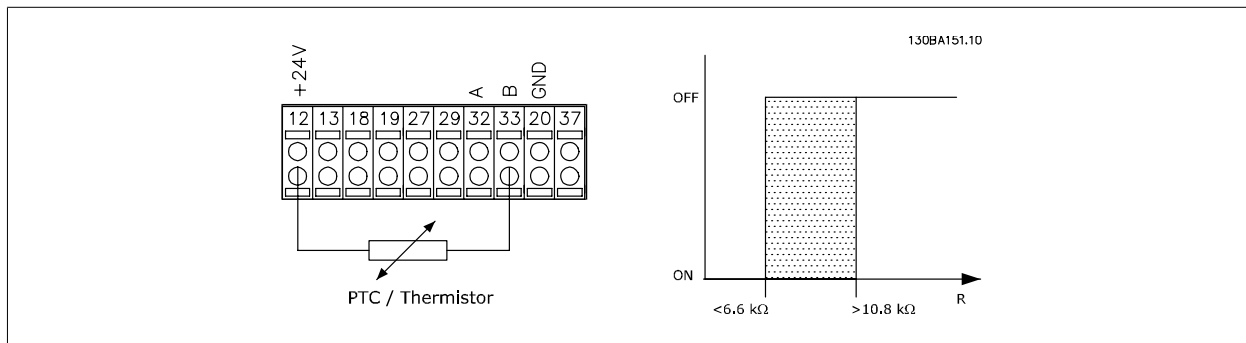 130BA151.10
+24V
A
B
GND
12 13 18 19 27 29 32 33 20 37
PTC / Thermistor
OFF
ON
<6.6 kΩ
>10.8 kΩ
R